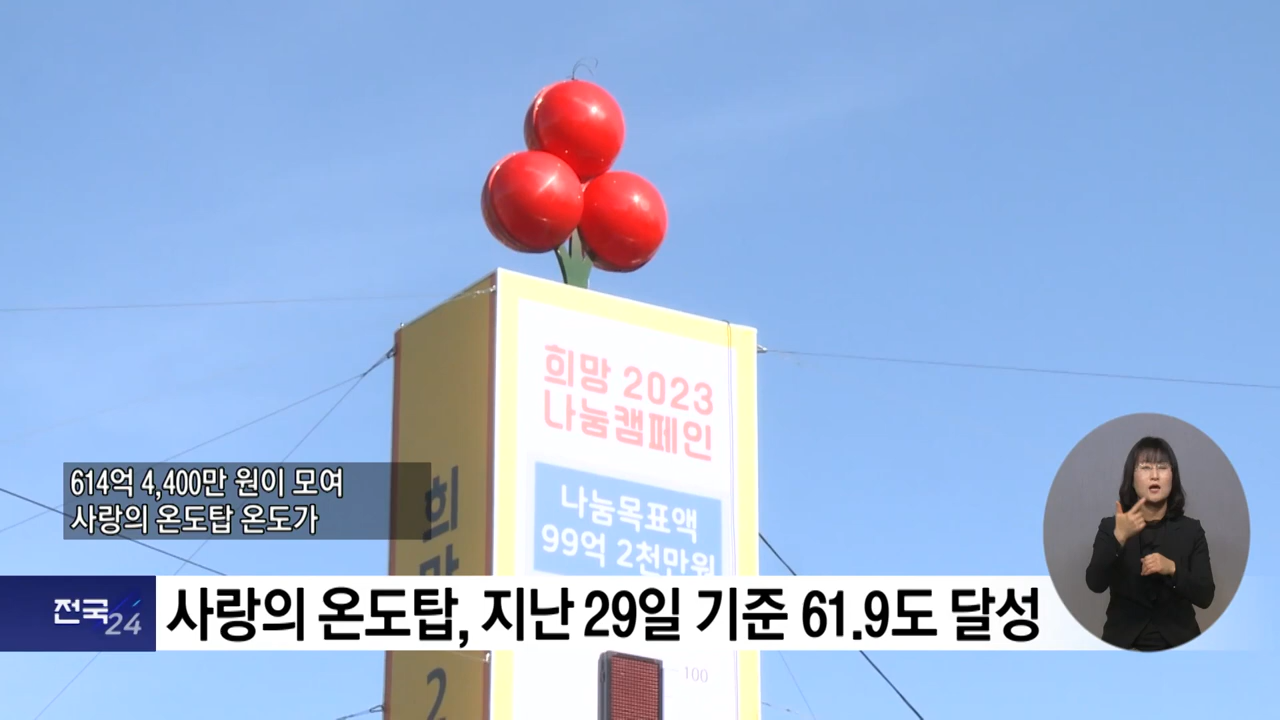 희망 2023
나눔캠페인
나눔목표액
99억 2천만원
희망
2
614억 4,400만 원이 모여
사랑의 온도탑 온도가
전국24
사랑의 온도탑, 지난 29일 기준 61.9도 달성
100